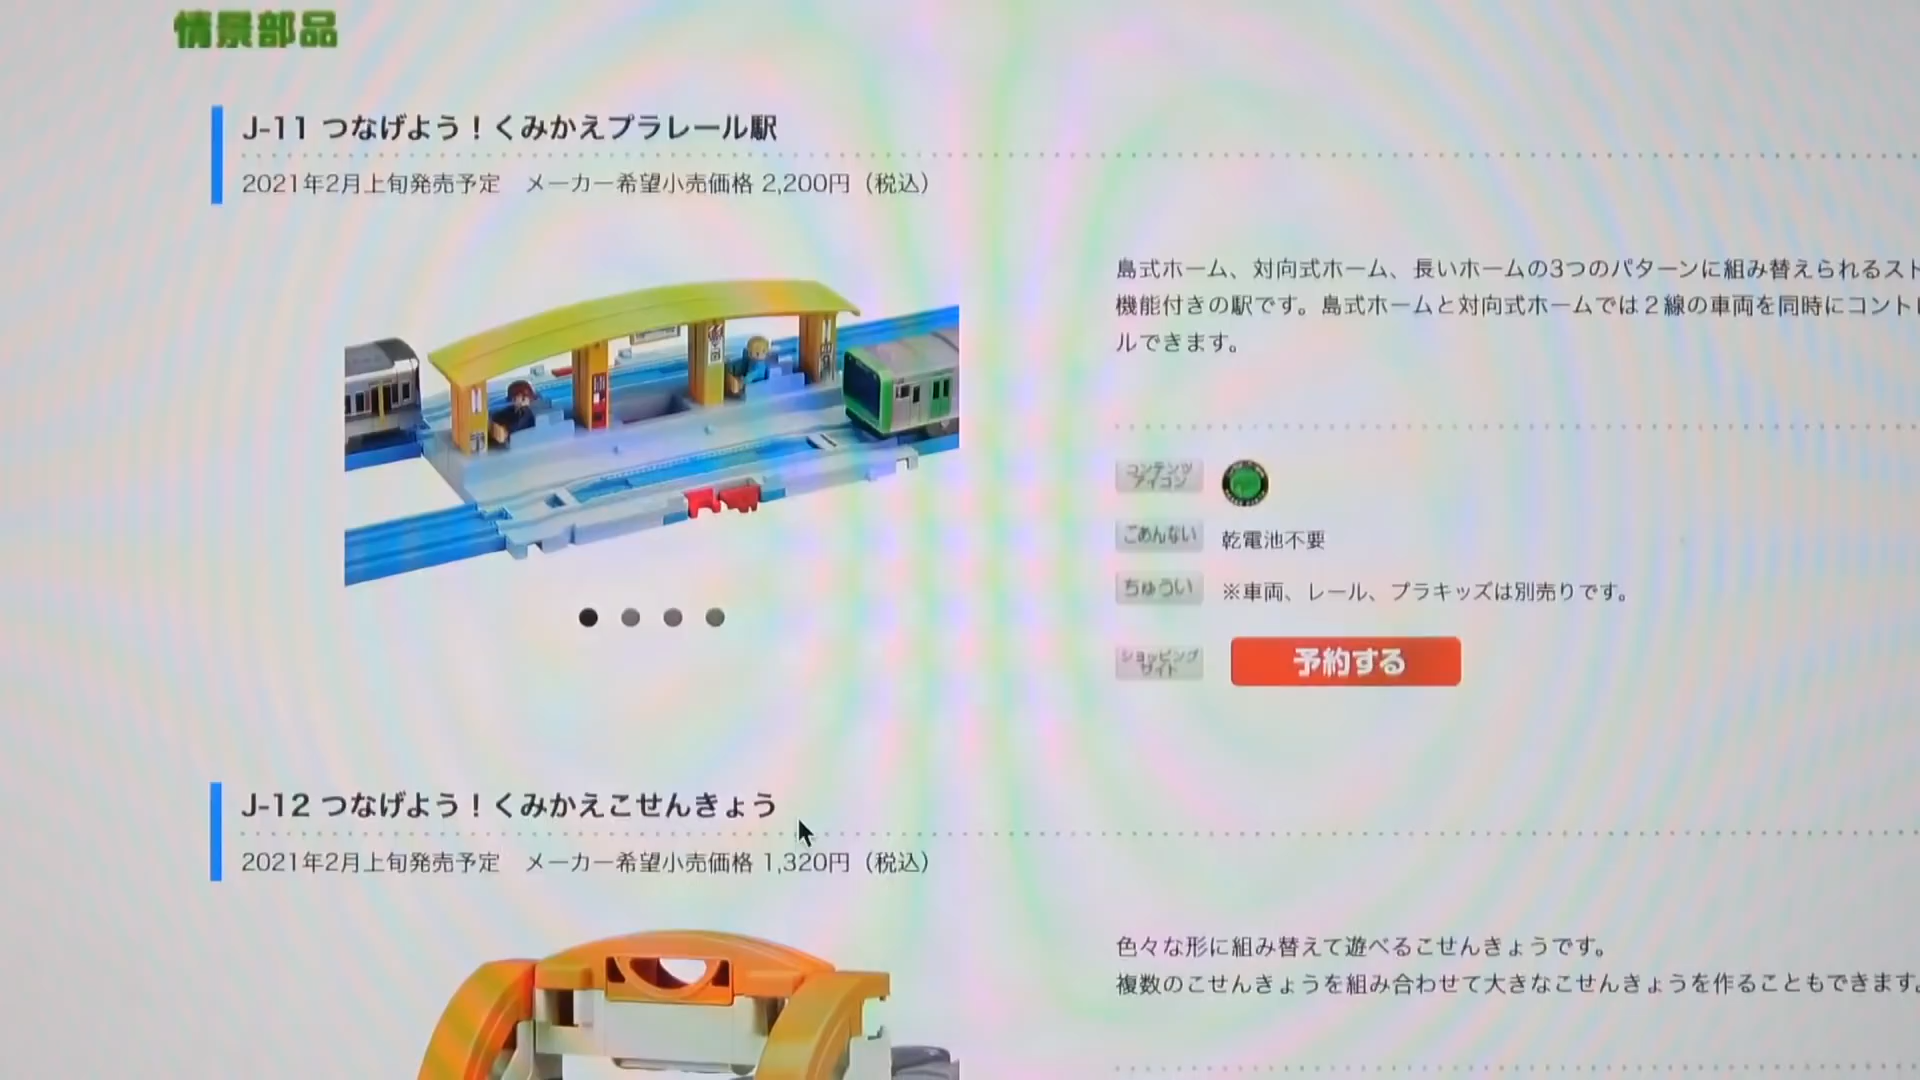 情景部品
J-11 つなげよう！くみかえプラレール駅
2021年2月上旬発売予定　メーカー希望小売価格 2,200円（税込）
島式ホーム、対向式ホーム、長いホームの3つのパターンに組み替えられるスト
機能付きの駅です。島式ホームと対向式ホームでは２線の車両を同時にコント
ルできます。
コンテンツ
アイコン
ごあんない
乾電池不要
ちゅうい
※車両、レール、プラキッズは別売りです。
ショッピング
サイト
予約する
J-12 つなげよう！くみかえこせんきょう
2021年2月上旬発売予定　メーカー希望小売価格 1,320円（税込）
色々な形に組み替えて遊べるこせんきょうです。
複数のこせんきょうを組み合わせて大きなこせんきょうを作ることもできます。